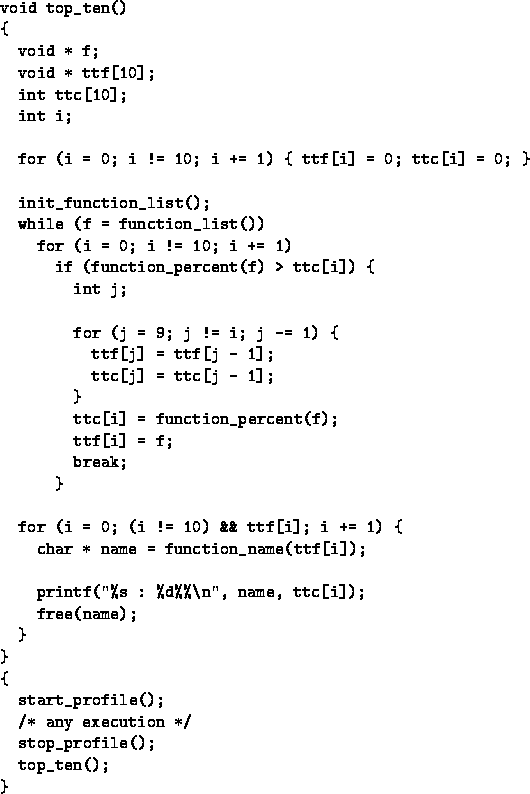 void top_ten()
{
  void * f;
  void * ttf[10];
  int ttc[10];
  int i;

  for (i = 0; i != 10; i += 1) { ttf[i] = 0; ttc[i] = 0; }

  init_function_list();
  while (f = function_list())
    for (i = 0; i != 10; i += 1)
      if (function_percent(f) > ttc[i]) {
        int j;

        for (j = 9; j != i; j -= 1) {
          ttf[j] = ttf[j - 1];
          ttc[j] = ttc[j - 1];
        }
        ttc[i] = function_percent(f);
        ttf[i] = f;
        break;
      }

  for (i = 0; (i != 10) && ttf[i]; i += 1) {
    char * name = function_name(ttf[i]);

    printf("%s : %d%%\n", name, ttc[i]);
    free(name);
  }
}
{
  start_profile();
  /* any execution */
  stop_profile();
  top_ten();
}